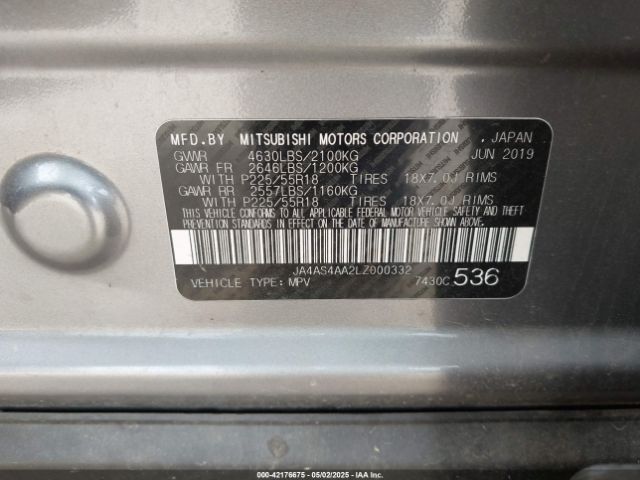 MFD.BY MITSUBISHI MOTORS CORPORATION , JAPAN
GVWR 4630LBS/2100KG JUN 2019
GAWR FR 2646LBS/1200KG
WITH P225/55R18 TIRES 18X7.0J RIMS
GAWR RR 2557LBS/1160KG
WITH P225/55R18 TIRES 18X7.0J RIMS
THIS VEHICLE CONFORMS TO ALL APPLICABLE FEDERAL MOTOR VEHICLE SAFETY AND THEFT
PREVENTION STANDARDS IN EFFECT ON THE DATE OF MANUFACTURE SHOWN ABOVE.
JA4AS4AA2LZ000332
VEHICLE TYPE: MPV 7430C 536
000-42176675 - 05/02/2025 - IAAI.COM